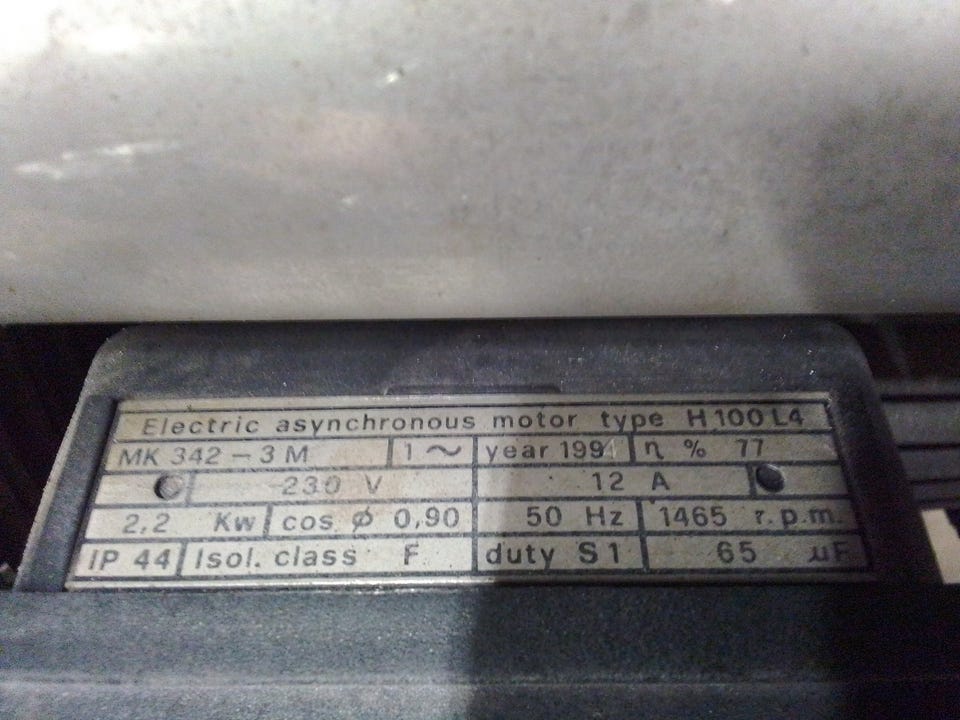 Electric asynchronous motor type H 100 L4
MK 342 - 3 M 1 ~ year 1991 η % 77
230 V 12 A
2,2 Kw cos ø 0,90 50 Hz 1465 r.p.m.
IP 44 Isol. class F duty S1 65 µF